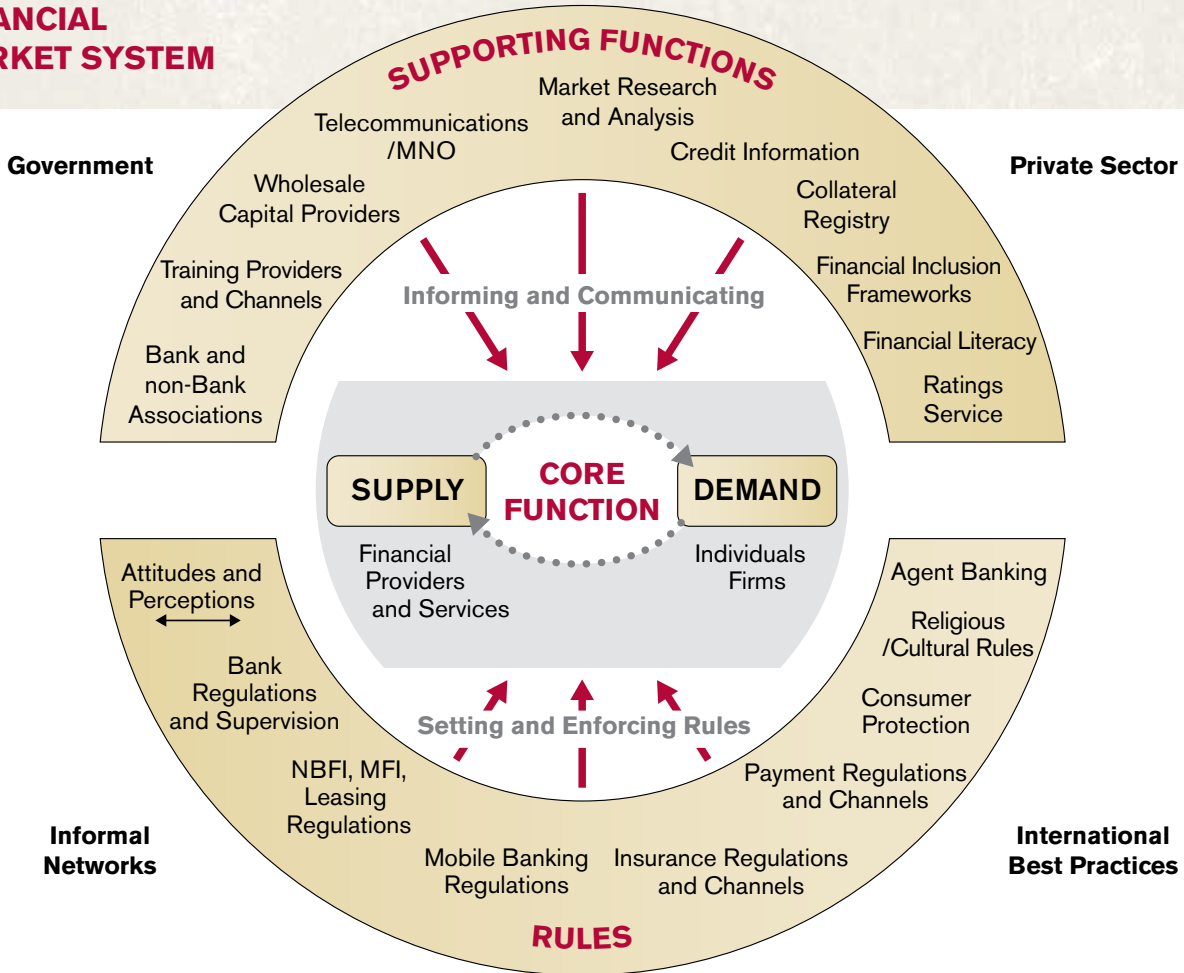 ANCIAL
RKET SYSTEM
SUPPORTING FUNCTIONS
Government
Private Sector
Bank and
non-Bank
Associations
Training Providers
and Channels
Wholesale
Capital Providers
Telecommunications
/MNO
Market Research
and Analysis
Credit Information
Collateral
Registry
Financial Inclusion
Frameworks
Financial Literacy
Ratings
Service
Informing and Communicating
SUPPLY
CORE
FUNCTION
DEMAND
Financial
Providers
and Services
Individuals
Firms
Setting and Enforcing Rules
Attitudes and
Perceptions
Bank
Regulations
and Supervision
NBFI, MFI,
Leasing
Regulations
Mobile Banking
Regulations
Insurance Regulations
and Channels
Payment Regulations
and Channels
Consumer
Protection
Religious
/Cultural Rules
Agent Banking
RULES
Informal
Networks
International
Best Practices